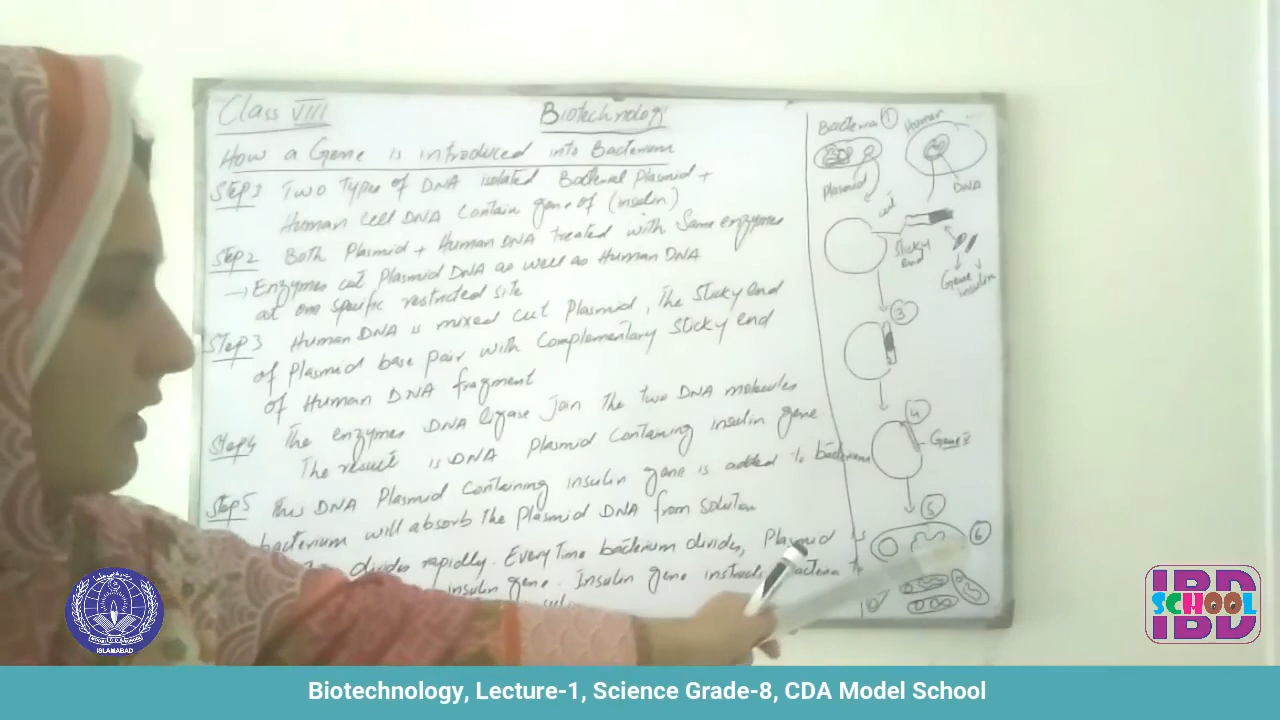 Class VIII
Biotechnology
How a Gene is introduced into Bacterium
Step 1 Two Types of DNA isolated Bacterial Plasmid +
Human cell DNA Contain gene of (insulin)
Step 2 Both Plasmid + Human DNA treated with Same enzymes
→ Enzymes cut Plasmid DNA as well as Human DNA
at one specific restricted site
Step 3 Human DNA is mixed cut Plasmid, The Sticky end
of Plasmid base pair with Complementary Sticky end
of Human DNA fragment
Step 4 The enzymes DNA ligase join The two DNA molecules
The result is DNA Plasmid Containing insulin gene
Step 5 This DNA Plasmid Containing insulin gene is added to bacterium
bacterium will absorb The Plasmid DNA from Solution
divides rapidly. Every Time bacterium divides, Plasmid
insulin gene. Insulin gene
Bacteria 1
Human
Plasmid
DNA
cut
Sticky
end
Gene
insulin
3
4
Gene
5
6
ISLAMABAD
IBD
SCHOOL
IBD
Biotechnology, Lecture-1, Science Grade-8, CDA Model School